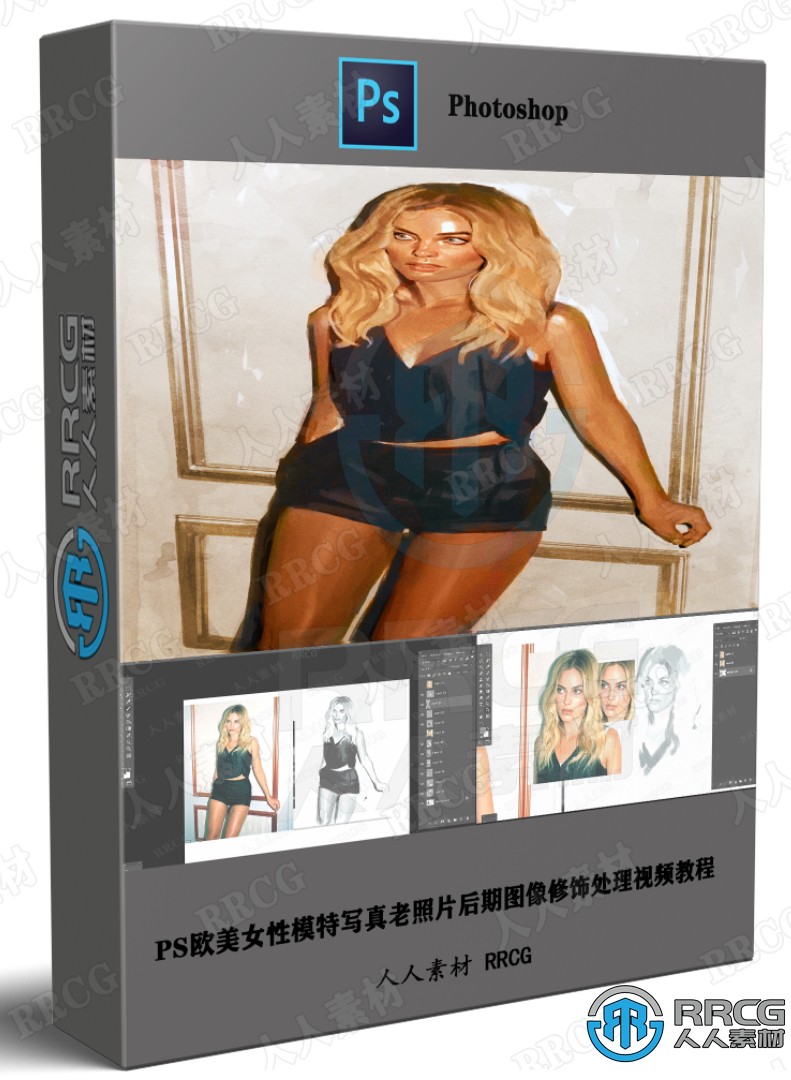 Ps
Photoshop
RRCG
人人素材
PS欧美女性模特写真老照片后期图像修饰处理视频教程
人人素材 RRCG
RRCG
人人素材